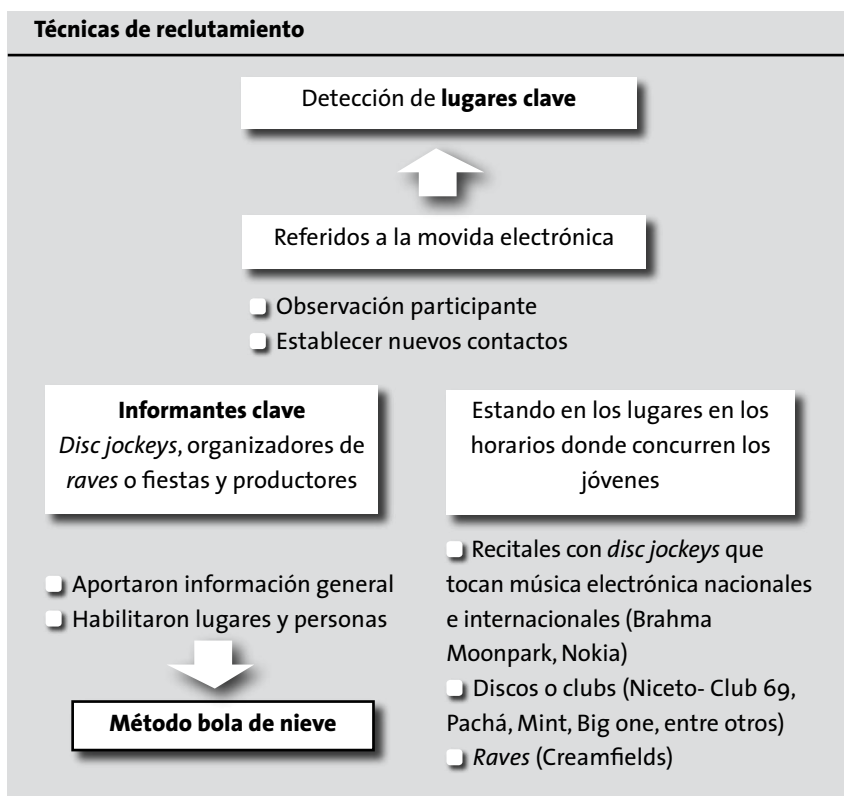 Técnicas de reclutamiento
Detección de lugares clave
Referidos a la movida electrónica
Observación participante
Establecer nuevos contactos
Informantes clave
Disc jockeys, organizadores de
raves o fiestas y productores
Aportaron información general
Habilitaron lugares y personas
Método bola de nieve
Estando en los lugares en los
horarios donde concurren los
jóvenes
Recitales con disc jockeys que
tocan música electrónica nacionales
e internacionales (Brahma
Moonpark, Nokia)
Discos o clubs (Niceto- Club 69,
Pachá, Mint, Big one, entre otros)
Raves (Creamfields)